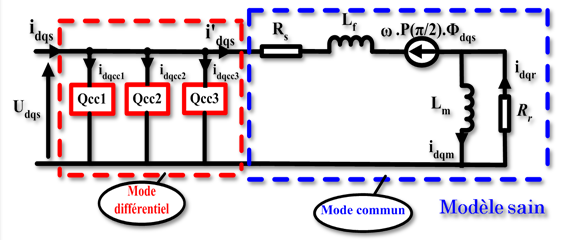 i_dqs
i'_dqs
R_s
L_f
ω.P(π/2).Φ_dqs
i_dqcc1
i_dqcc2
i_dqcc3
i_dqr
U_dqs
Qcc1
Qcc2
Qcc3
L_m
R_r
i_dqm
Mode
différentiel
Mode commun
Modèle sain